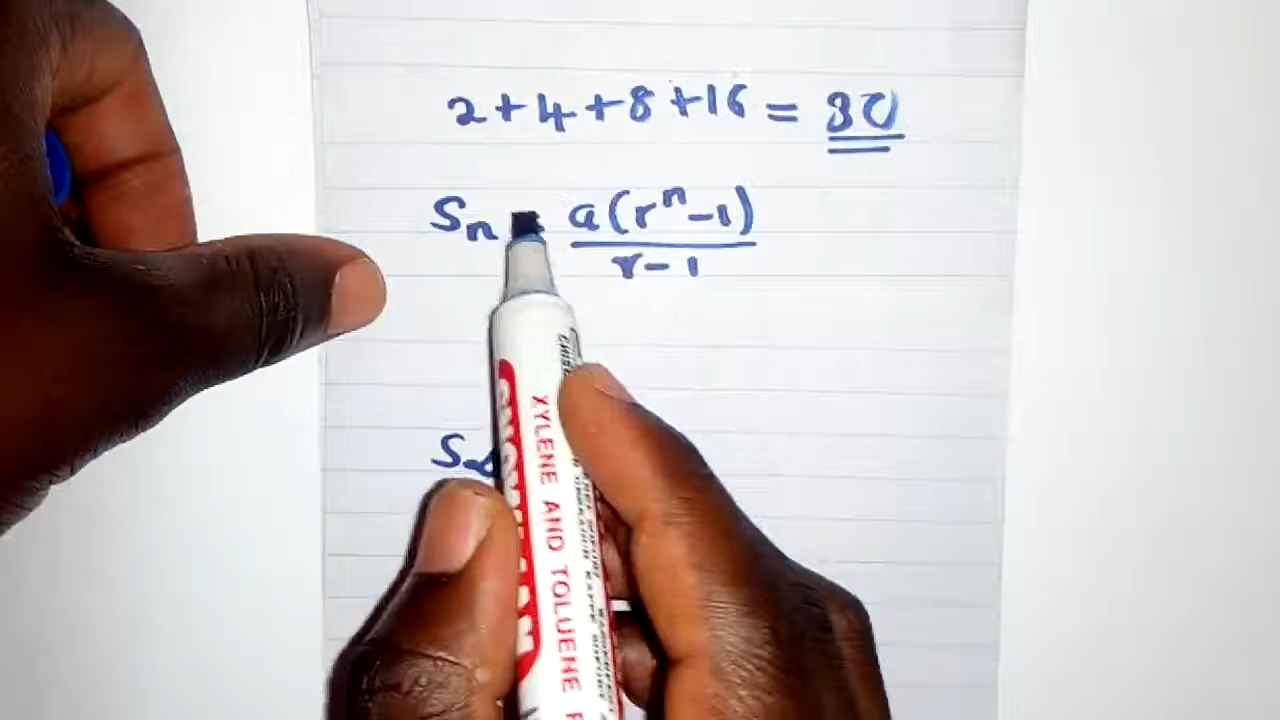 2 + 4 + 8 + 16 = 30
Sn = a(r^n - 1)
r - 1
XYLENE AND TOLUENE F